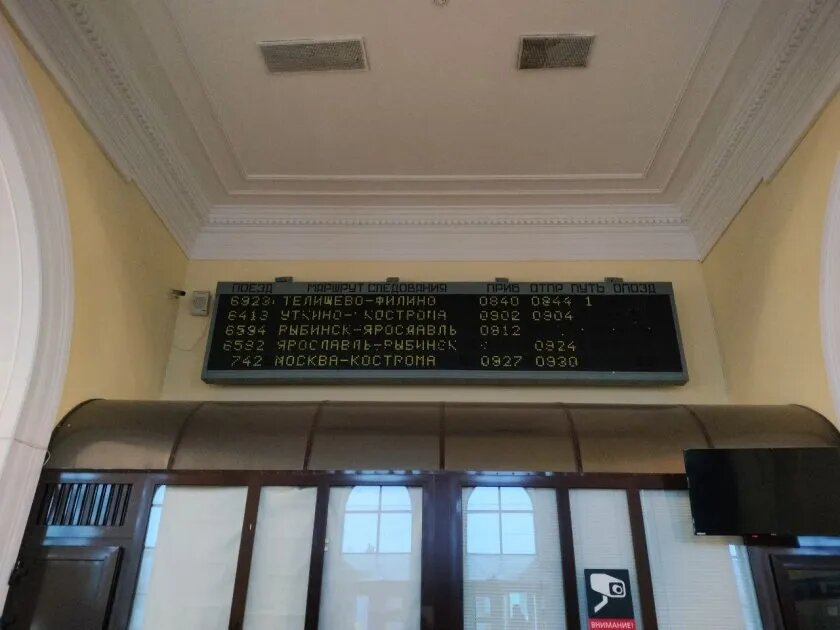 ПОЕЗД МАРШРУТ СЛЕДОВАНИЯ ПРИБ ОТПР ПУТЬ ОПОЗД
6923 ТЕЛИЩЕВО-ФИЛИНО 0840 0844 1
6413 УТКИНО-КОСТРОМА 0902 0904
6594 РЫБИНСК-ЯРОСЛАВЛЬ 0812
ЯРОСЛАВЛЬ-РЫБИНСК 0924
742 МОСКВА-КОСТРОМА 0927 0930
ВНИМАНИЕ!